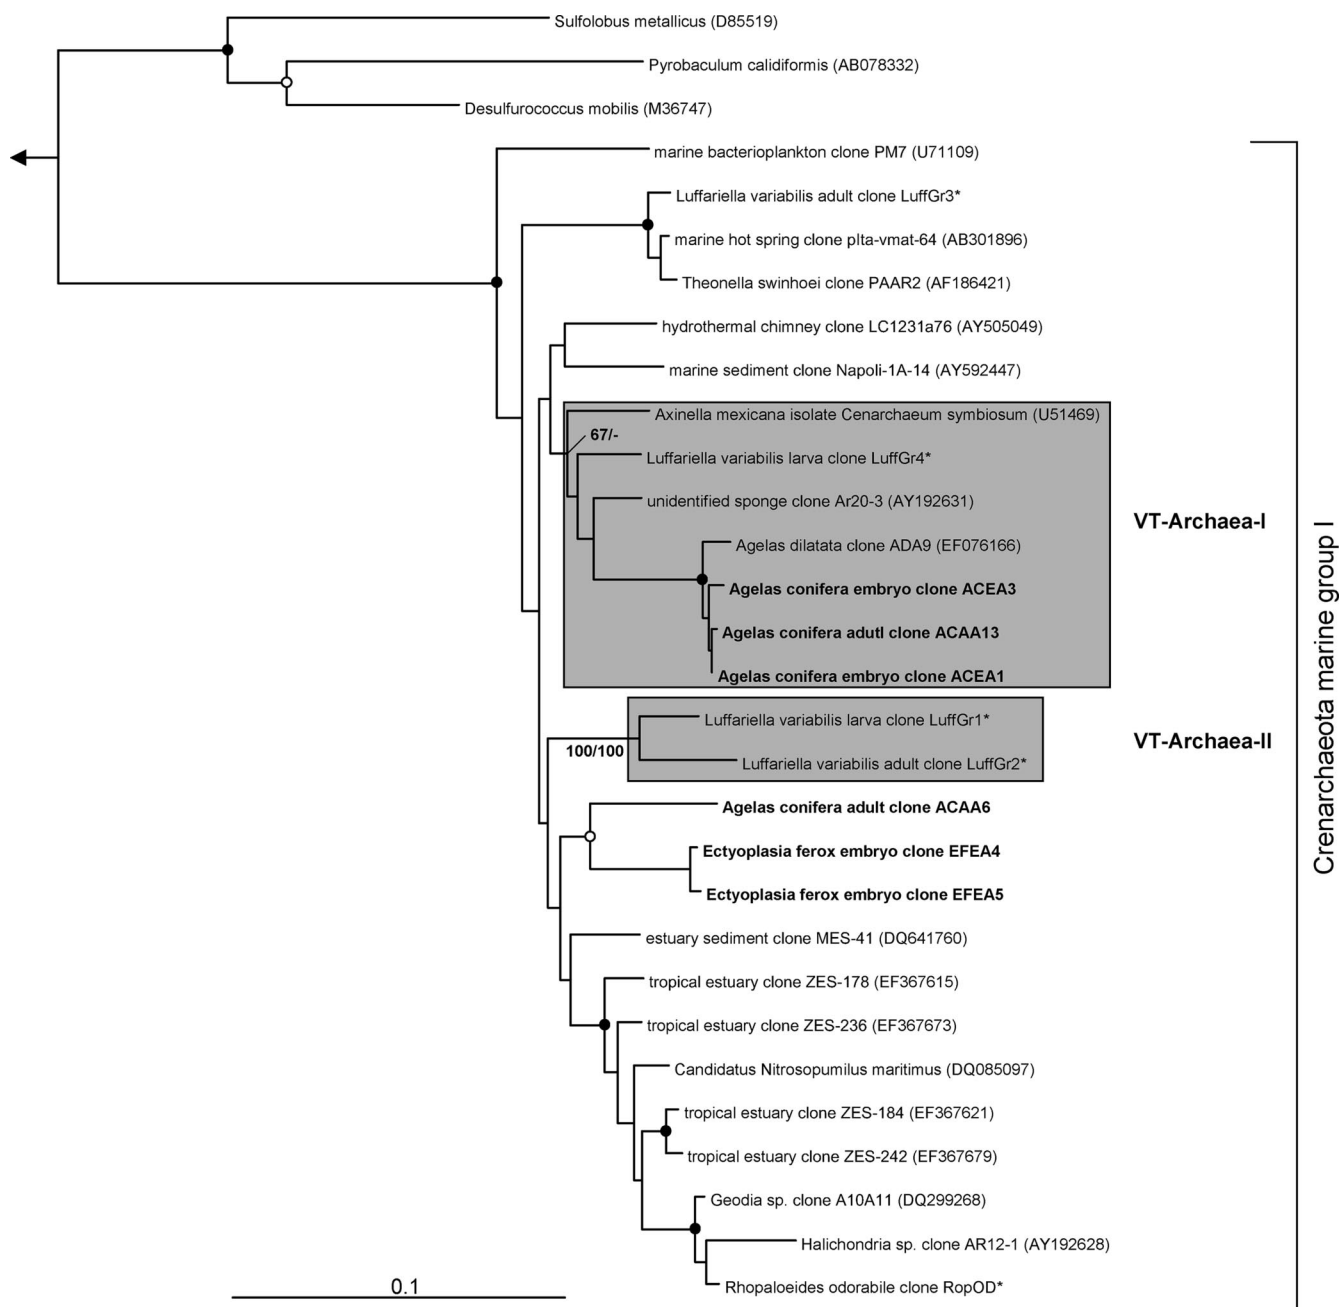 Sulfolobus metallicus (D85519)
Pyrobaculum calidiformis (AB078332)
Desulfurococcus mobilis (M36747)
marine bacterioplankton clone PM7 (U71109)
Luffariella variabilis adult clone LuffGr3*
marine hot spring clone plta-vmat-64 (AB301896)
Theonella swinhoei clone PAAR2 (AF186421)
hydrothermal chimney clone LC1231a76 (AY505049)
marine sediment clone Napoli-1A-14 (AY592447)
Axinella mexicana isolate Cenarchaeum symbiosum (U51469)
67/-
Luffariella variabilis larva clone LuffGr4*
unidentified sponge clone Ar20-3 (AY192631)
VT-Archaea-I
Agelas dilatata clone ADA9 (EF076166)
Agelas conifera embryo clone ACEA3
Agelas conifera adutl clone ACAA13
Agelas conifera embryo clone ACEA1
Luffariella variabilis larva clone LuffGr1*
VT-Archaea-II
100/100
Luffariella variabilis adult clone LuffGr2*
Agelas conifera adult clone ACAA6
Ectyoplasia ferox embryo clone EFEA4
Ectyoplasia ferox embryo clone EFEA5
estuary sediment clone MES-41 (DQ641760)
tropical estuary clone ZES-178 (EF367615)
tropical estuary clone ZES-236 (EF367673)
Candidatus Nitrosopumilus maritimus (DQ085097)
tropical estuary clone ZES-184 (EF367621)
tropical estuary clone ZES-242 (EF367679)
Geodia sp. clone A10A11 (DQ299268)
Halichondria sp. clone AR12-1 (AY192628)
Rhopaloeides odorabile clone RopOD*
0.1
Crenarchaeota marine group I